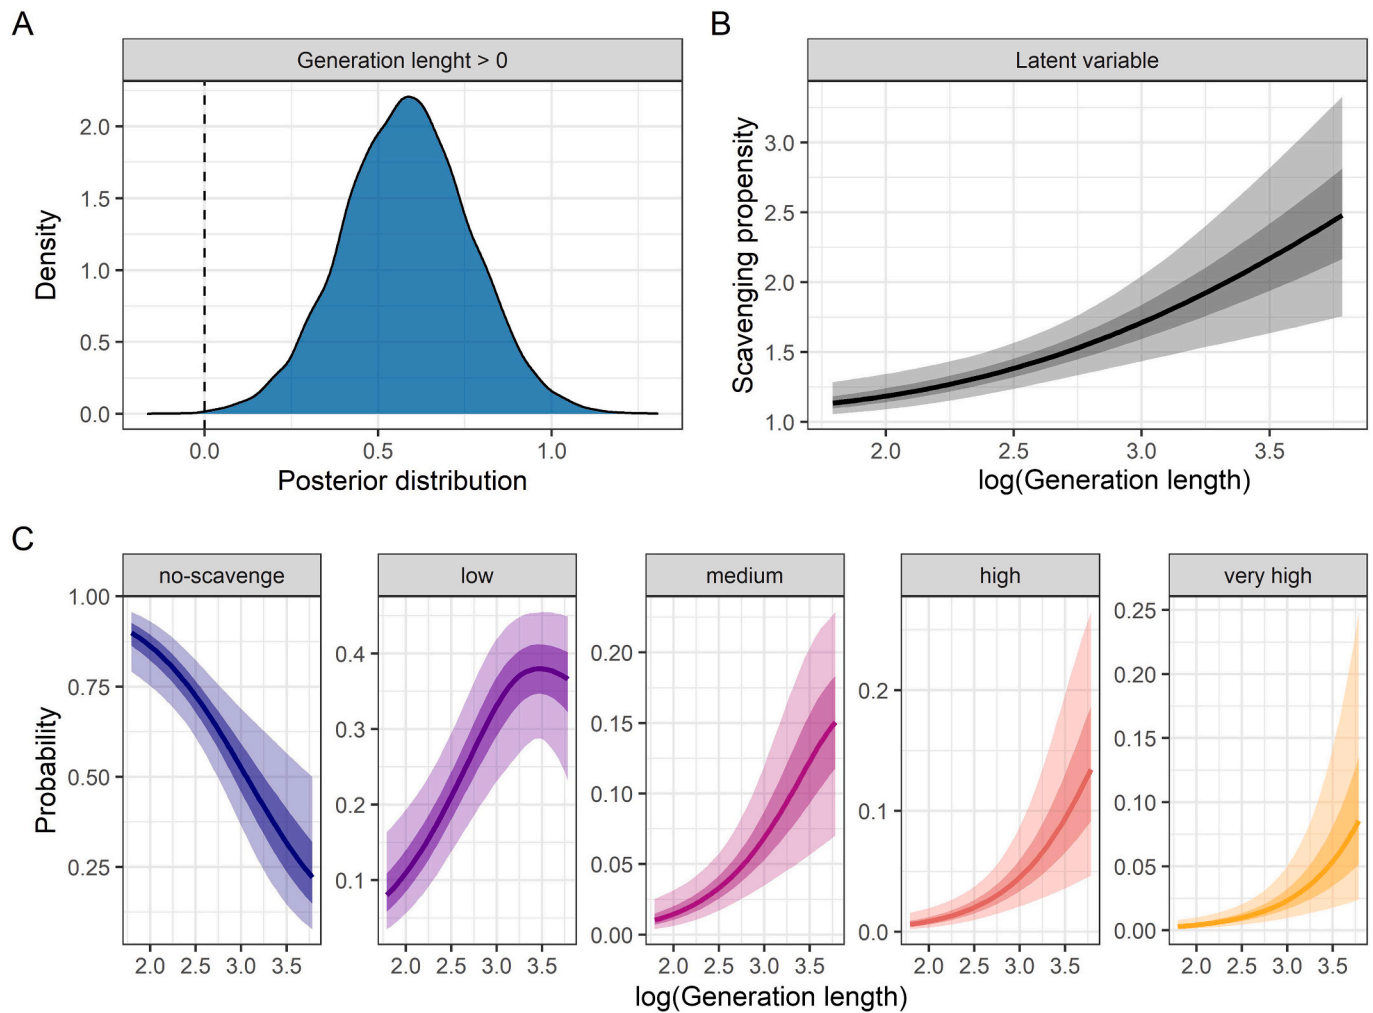 A
Generation lenght > 0
Density
2.0
1.5
1.0
0.5
0.0
0.0 0.5 1.0
Posterior distribution
B
Latent variable
Scavenging propensity
3.0
2.5
2.0
1.5
1.0
2.0 2.5 3.0 3.5
log(Generation length)
C
Probability
no-scavenge
1.00
0.75
0.50
0.25
2.0 2.5 3.0 3.5
low
0.4
0.3
0.2
0.1
2.0 2.5 3.0 3.5
medium
0.20
0.15
0.10
0.05
0.00
2.0 2.5 3.0 3.5
high
0.2
0.1
0.0
2.0 2.5 3.0 3.5
very high
0.25
0.20
0.15
0.10
0.05
0.00
2.0 2.5 3.0 3.5
log(Generation length)